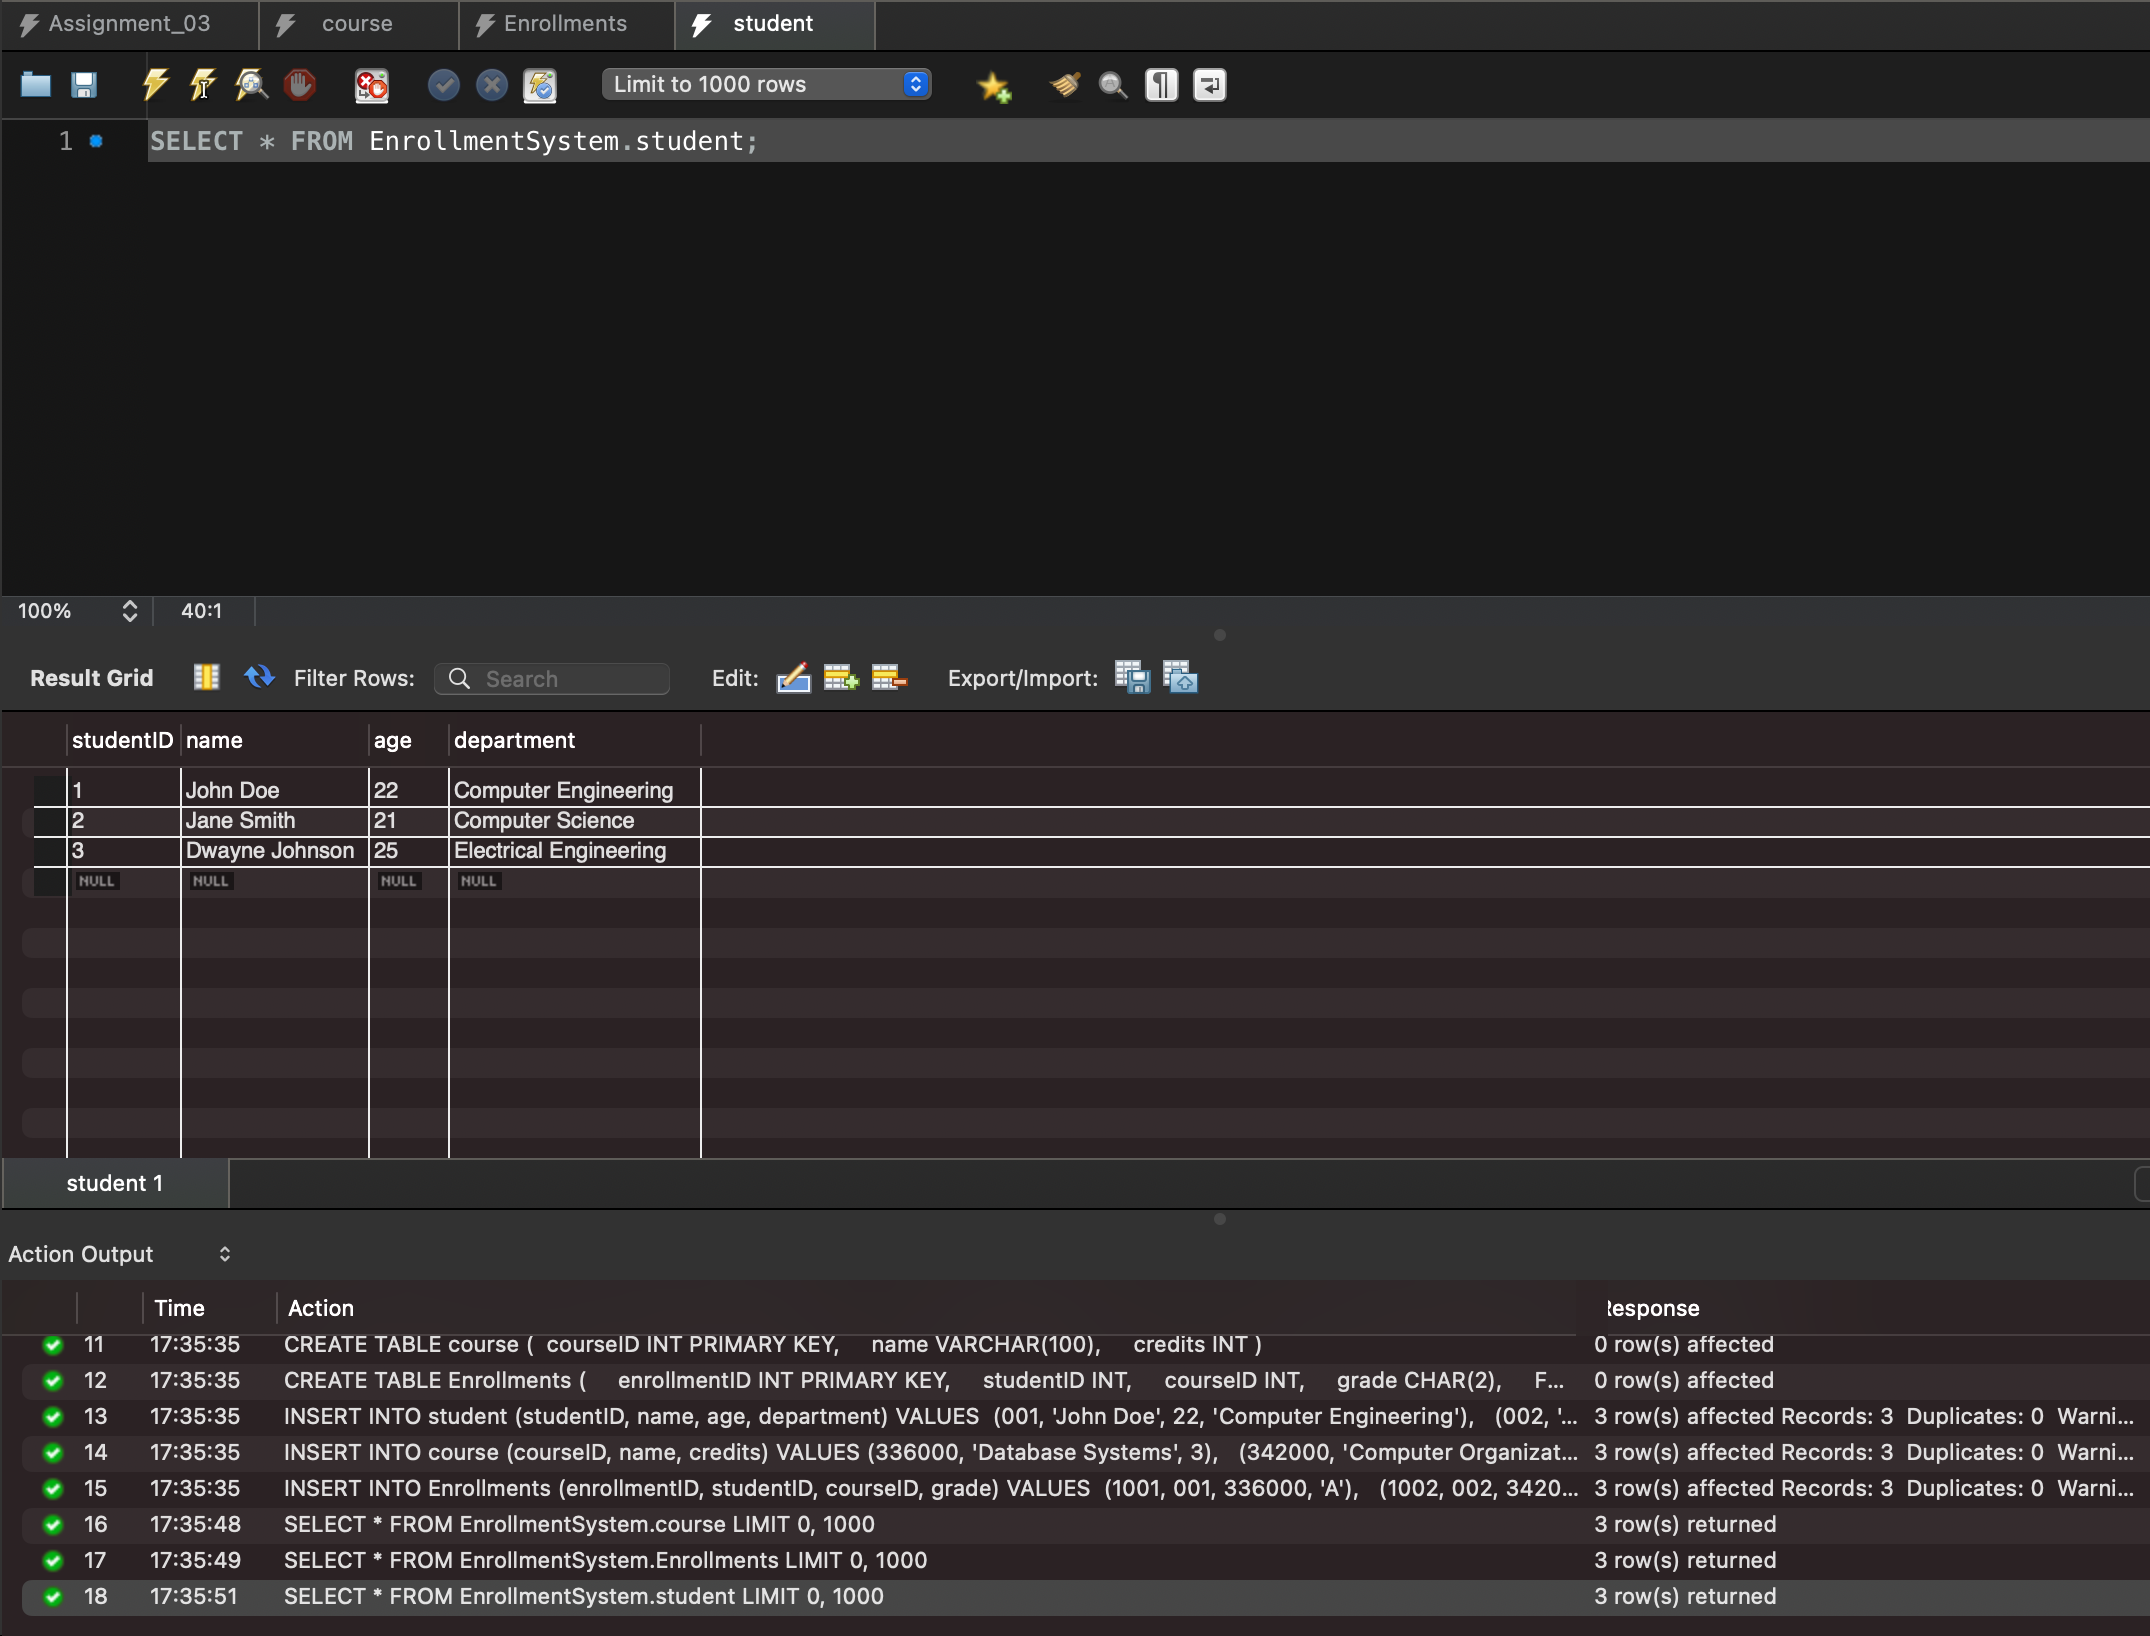 Assignment_03 course Enrollments student
Limit to 1000 rows
1 SELECT * FROM EnrollmentSystem.student;
100% 40:1
Result Grid Filter Rows: Search Edit: Export/Import:
studentID name age department
1 John Doe 22 Computer Engineering
2 Jane Smith 21 Computer Science
3 Dwayne Johnson 25 Electrical Engineering
NULL NULL NULL NULL
student 1
Action Output
Time Action Response
11 17:35:35 CREATE TABLE course ( courseID INT PRIMARY KEY, name VARCHAR(100), credits INT ) 0 row(s) affected
12 17:35:35 CREATE TABLE Enrollments ( enrollmentID INT PRIMARY KEY, studentID INT, courseID INT, grade CHAR(2), F... 0 row(s) affected
13 17:35:35 INSERT INTO student (studentID, name, age, department) VALUES (001, 'John Doe', 22, 'Computer Engineering'), (002, '... 3 row(s) affected Records: 3 Duplicates: 0 Warni...
14 17:35:35 INSERT INTO course (courseID, name, credits) VALUES (336000, 'Database Systems', 3), (342000, 'Computer Organizat... 3 row(s) affected Records: 3 Duplicates: 0 Warni...
15 17:35:35 INSERT INTO Enrollments (enrollmentID, studentID, courseID, grade) VALUES (1001, 001, 336000, 'A'), (1002, 002, 3420... 3 row(s) affected Records: 3 Duplicates: 0 Warni...
16 17:35:48 SELECT * FROM EnrollmentSystem.course LIMIT 0, 1000 3 row(s) returned
17 17:35:49 SELECT * FROM EnrollmentSystem.Enrollments LIMIT 0, 1000 3 row(s) returned
18 17:35:51 SELECT * FROM EnrollmentSystem.student LIMIT 0, 1000 3 row(s) returned